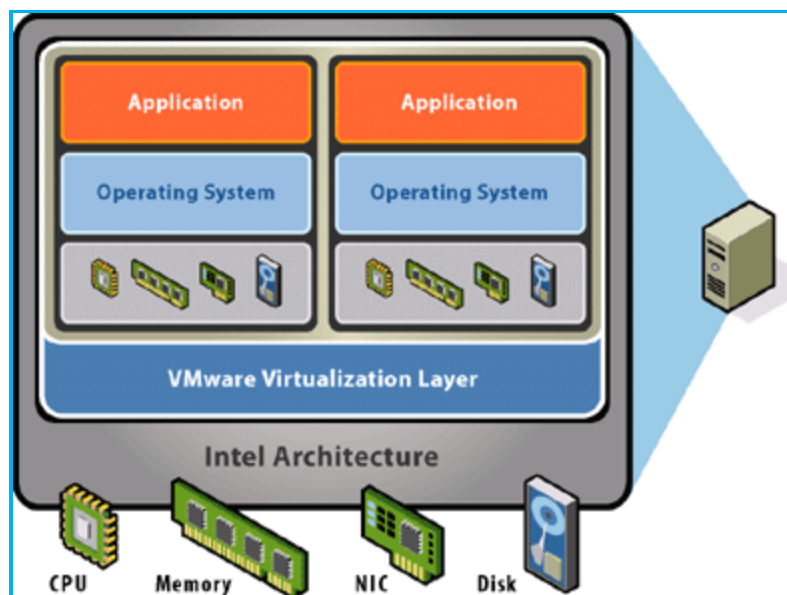 Application
Application
Operating System
Operating System
VMware Virtualization Layer
Intel Architecture
CPU
Memory
NIC
Disk